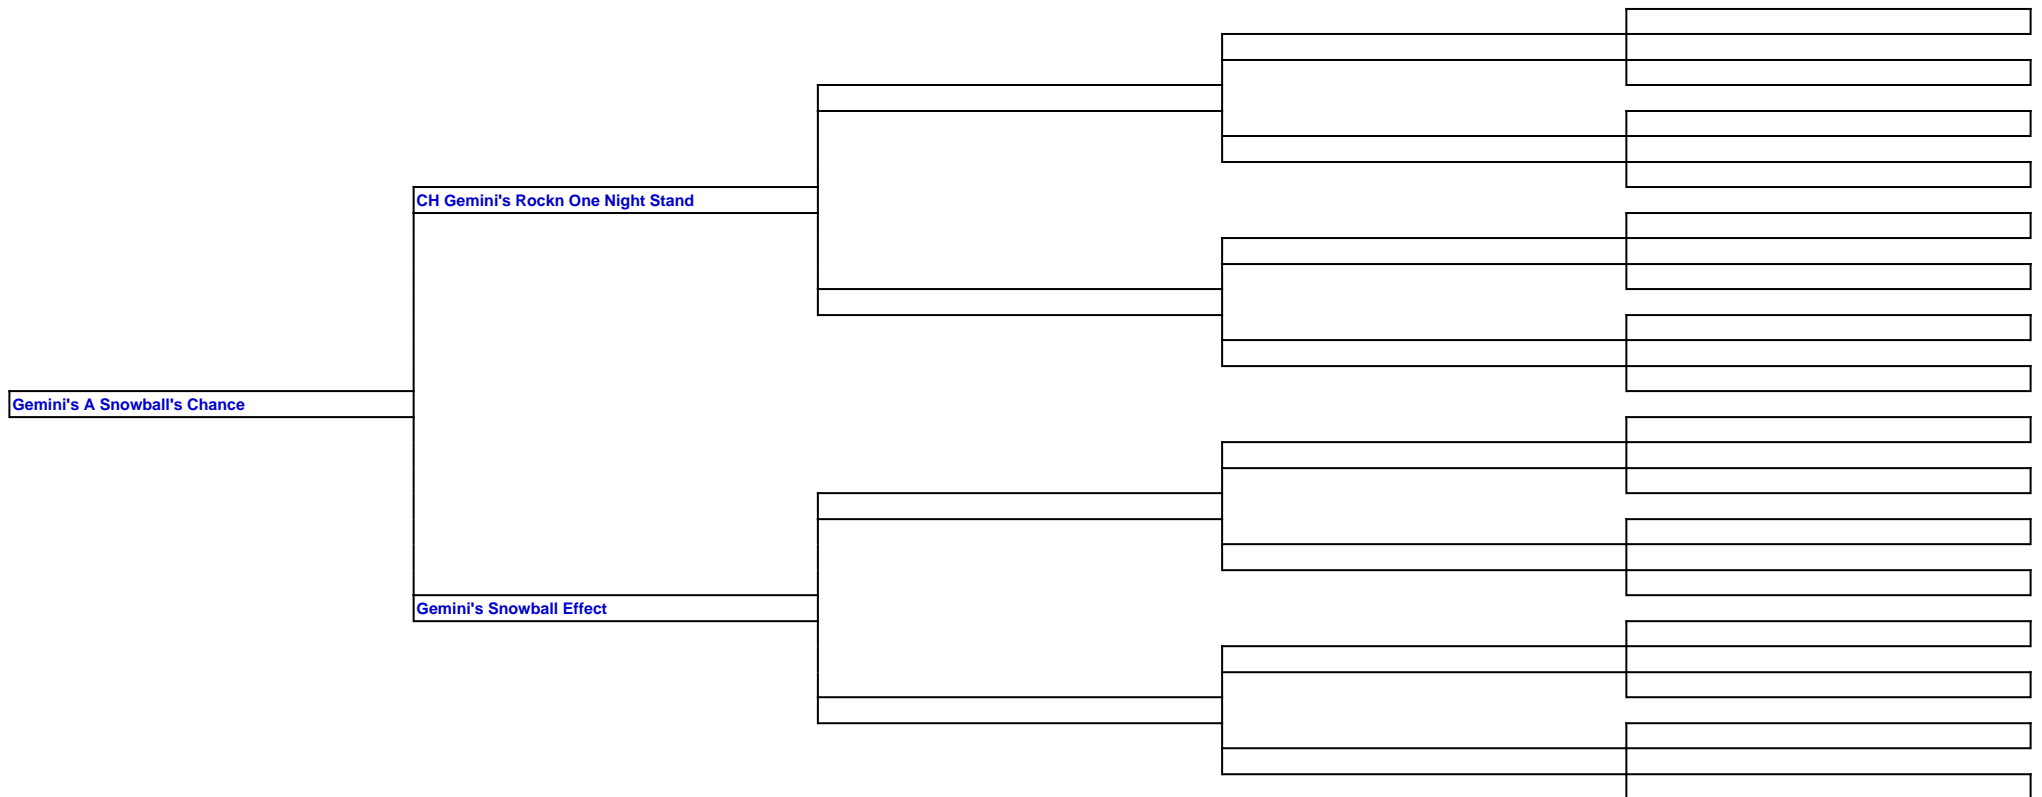 CH Gemini's Rockn One Night Stand
Gemini's A Snowball's Chance
Gemini's Snowball Effect